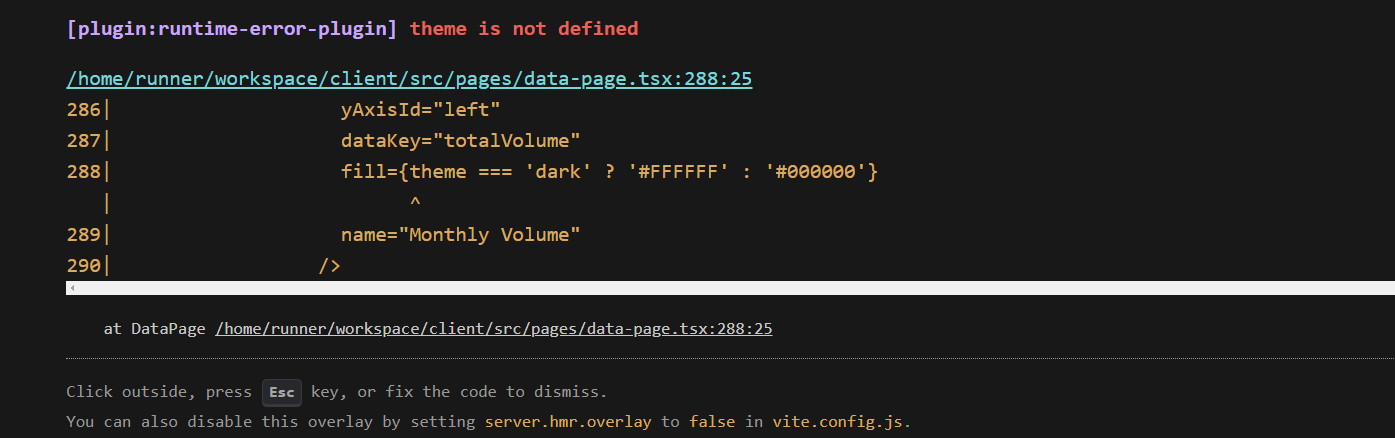 [plugin:runtime-error-plugin] theme is not defined
/home/runner/workspace/client/src/pages/data-page.tsx:288:25
286|                    yAxisId="left"
287|                    dataKey="totalVolume"
288|                    fill={theme === 'dark' ? '#FFFFFF' : '#000000'}
   |                          ^
289|                    name="Monthly Volume"
290|                  />
at DataPage /home/runner/workspace/client/src/pages/data-page.tsx:288:25
Click outside, press Esc key, or fix the code to dismiss.
You can also disable this overlay by setting server.hmr.overlay to false in vite.config.js.